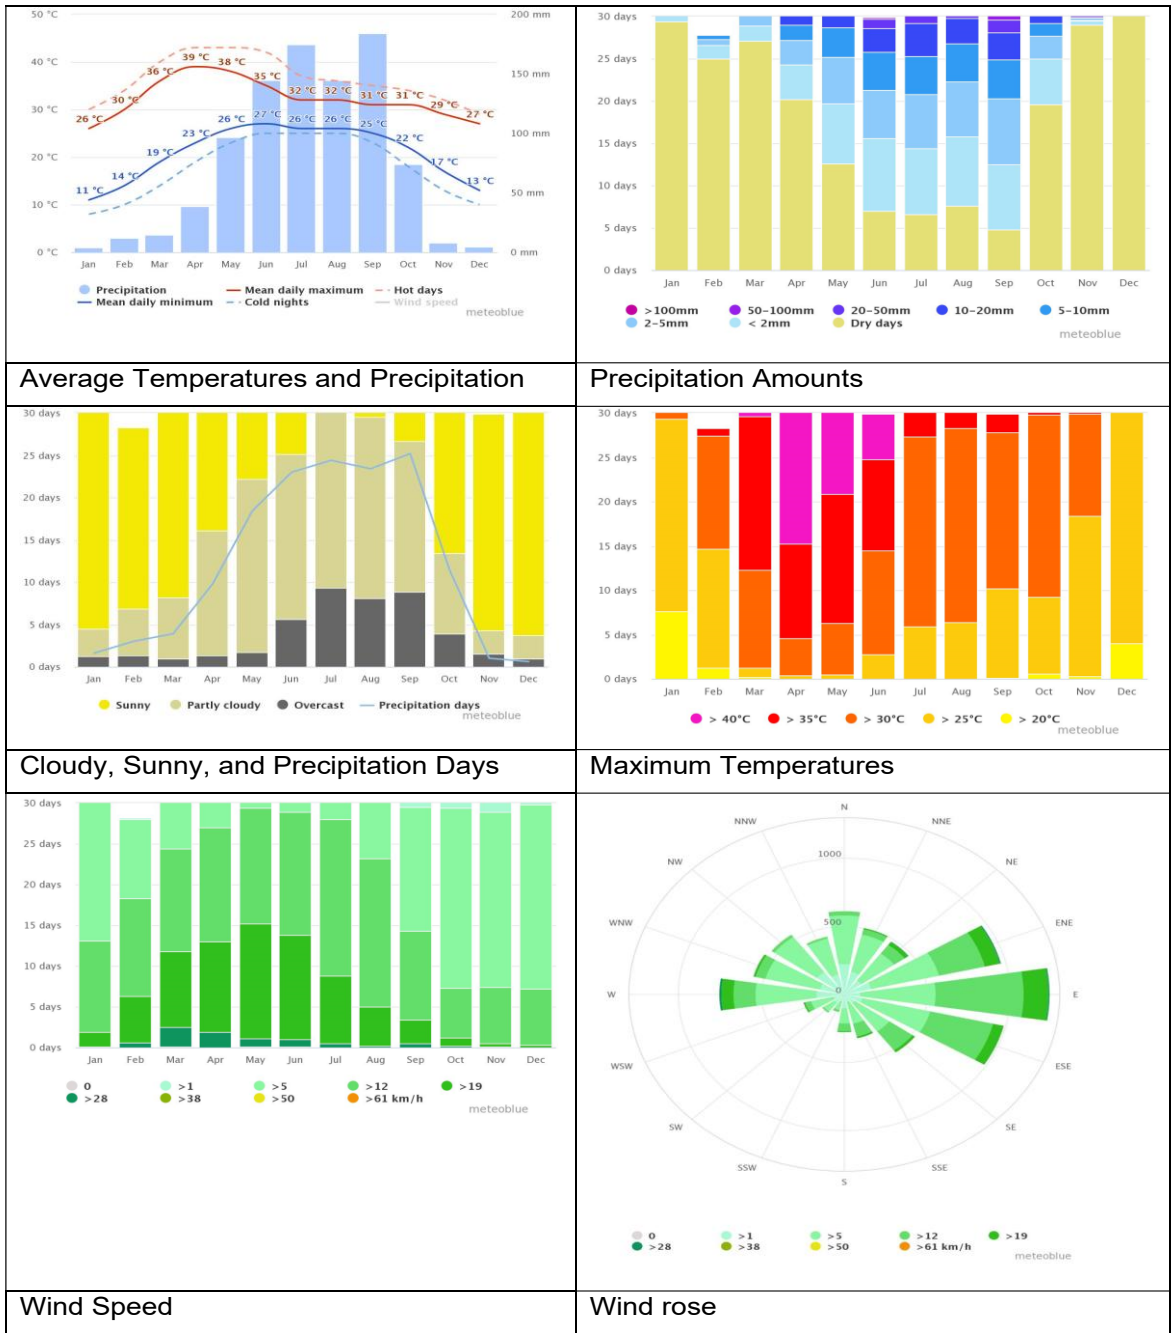 50 °C 200 mm
40 °C 150 mm
30 °C 100 mm
20 °C 50 mm
10 °C
0 °C 0 mm
26 °C 30 °C 36 °C 39 °C 38 °C 35 °C 32 °C 32 °C 31 °C 31 °C 29 °C 27 °C
11 °C 14 °C 19 °C 23 °C 26 °C 27 °C 26 °C 26 °C 25 °C 22 °C 17 °C 13 °C
Jan Feb Mar Apr May Jun Jul Aug Sep Oct Nov Dec
Precipitation Mean daily maximum Hot days
Mean daily minimum Cold nights Wind speed
meteoblue
30 days
25 days
20 days
15 days
10 days
5 days
0 days
Jan Feb Mar Apr May Jun Jul Aug Sep Oct Nov Dec
>100mm 50-100mm 20-50mm 10-20mm 5-10mm
2-5mm < 2mm Dry days
meteoblue
Average Temperatures and Precipitation
Precipitation Amounts
30 days
25 days
20 days
15 days
10 days
5 days
0 days
Jan Feb Mar Apr May Jun Jul Aug Sep Oct Nov Dec
Sunny Partly cloudy Overcast Precipitation days
meteoblue
30 days
25 days
20 days
15 days
10 days
5 days
0 days
Jan Feb Mar Apr May Jun Jul Aug Sep Oct Nov Dec
> 40°C > 35°C > 30°C > 25°C > 20°C
meteoblue
Cloudy, Sunny, and Precipitation Days
Maximum Temperatures
30 days
25 days
20 days
15 days
10 days
5 days
0 days
Jan Feb Mar Apr May Jun Jul Aug Sep Oct Nov Dec
0 >1 >5 >12 >19
>28 >38 >50 >61 km/h
meteoblue
N
NNW NNE
NW NE
1000
WNW ENE
500
W 0 E
WSW ESE
SW SE
SSW SSE
S
0 >1 >5 >12 >19
>28 >38 >50 >61 km/h
meteoblue
Wind Speed
Wind rose